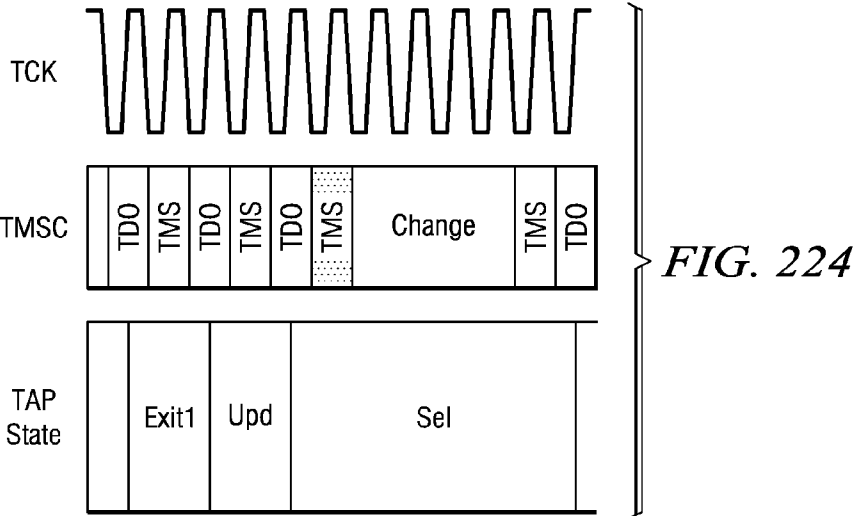 TCK
TMSC
TDO
TMS
TDO
TMS
TDO
TMS
Change
TMS
TDO
FIG. 224
TAP
State
Exit1
Upd
Sel